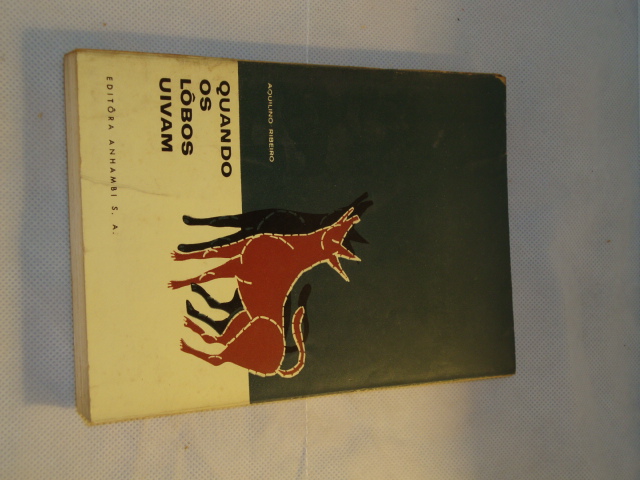 AQUILINO RIBEIRO
QUANDO
OS
LÔBOS
UIVAM
EDITÔRA ANHAMBI S. A.